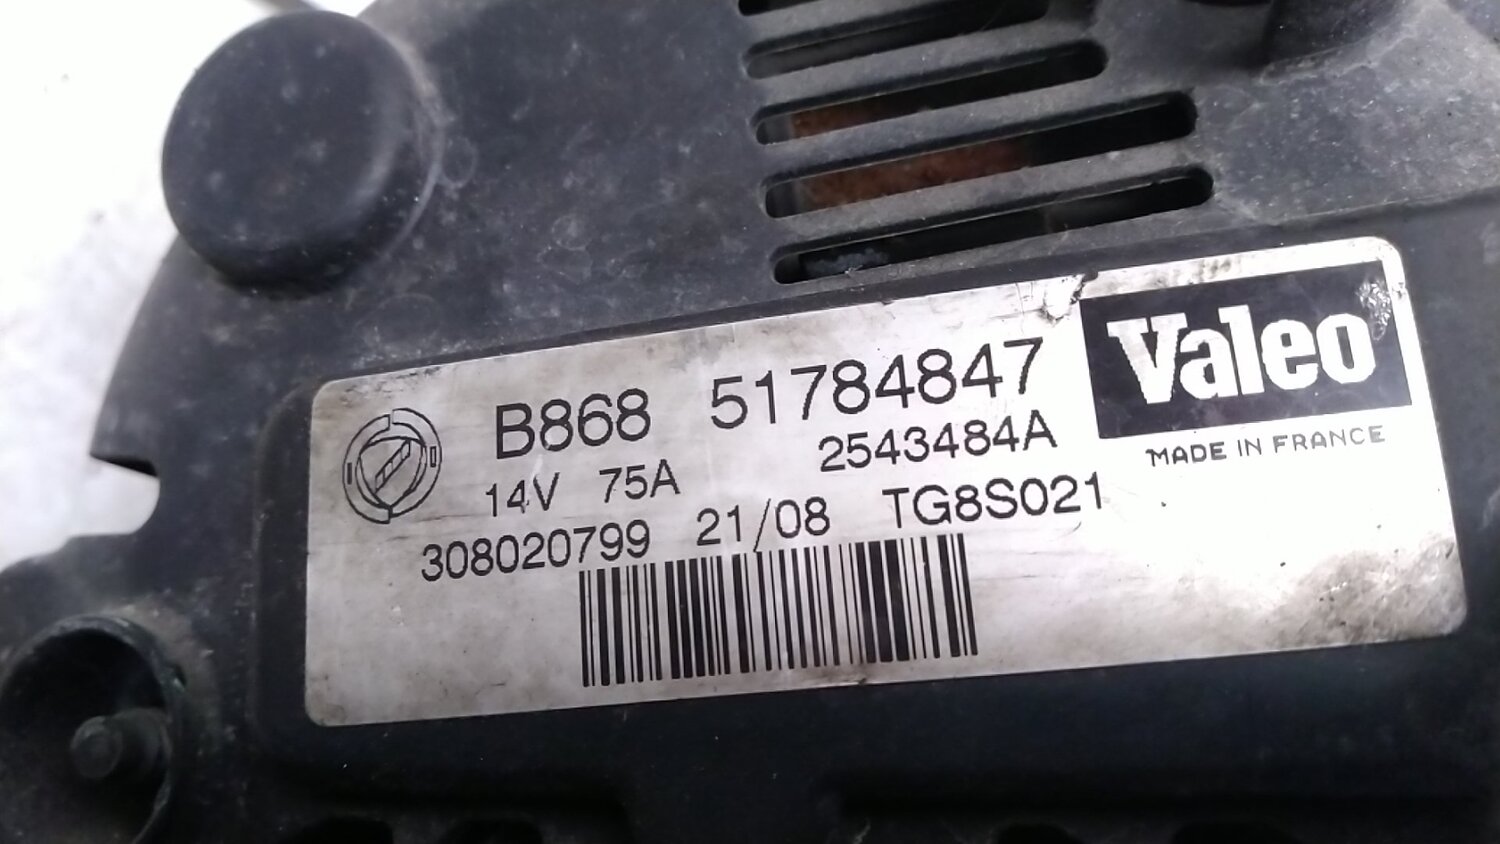 Valeo
B868 51784847
14V 75A 2543484A
MADE IN FRANCE
308020799 21/08 TG8S021